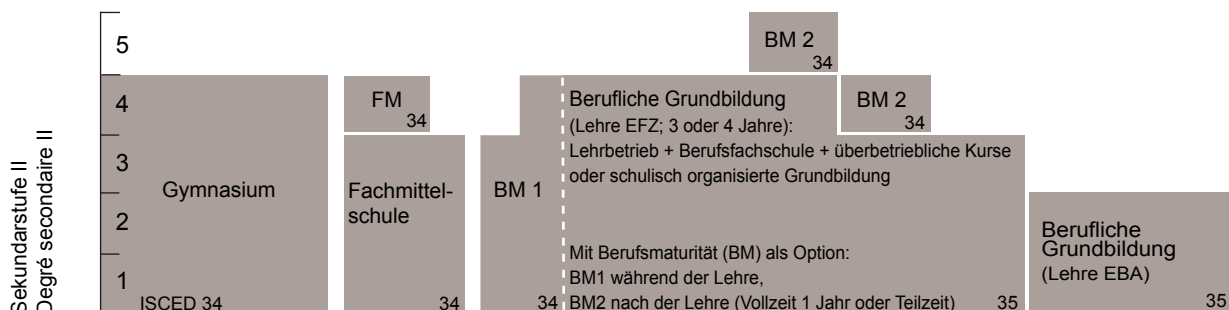 Sekundarstufe II
Degré secondaire II
5
4
3
2
1
Gymnasium
ISCED 34
FM
34
Fachmittel-
schule
34
BM 1
34
BM 2
34
Berufliche Grundbildung
(Lehre EFZ; 3 oder 4 Jahre):
Lehrbetrieb + Berufsfachschule + überbetriebliche Kurse
oder schulisch organisierte Grundbildung
Mit Berufsmaturität (BM) als Option:
BM1 während der Lehre,
BM2 nach der Lehre (Vollzeit 1 Jahr oder Teilzeit) 35
BM 2
34
Berufliche
Grundbildung
(Lehre EBA)
35